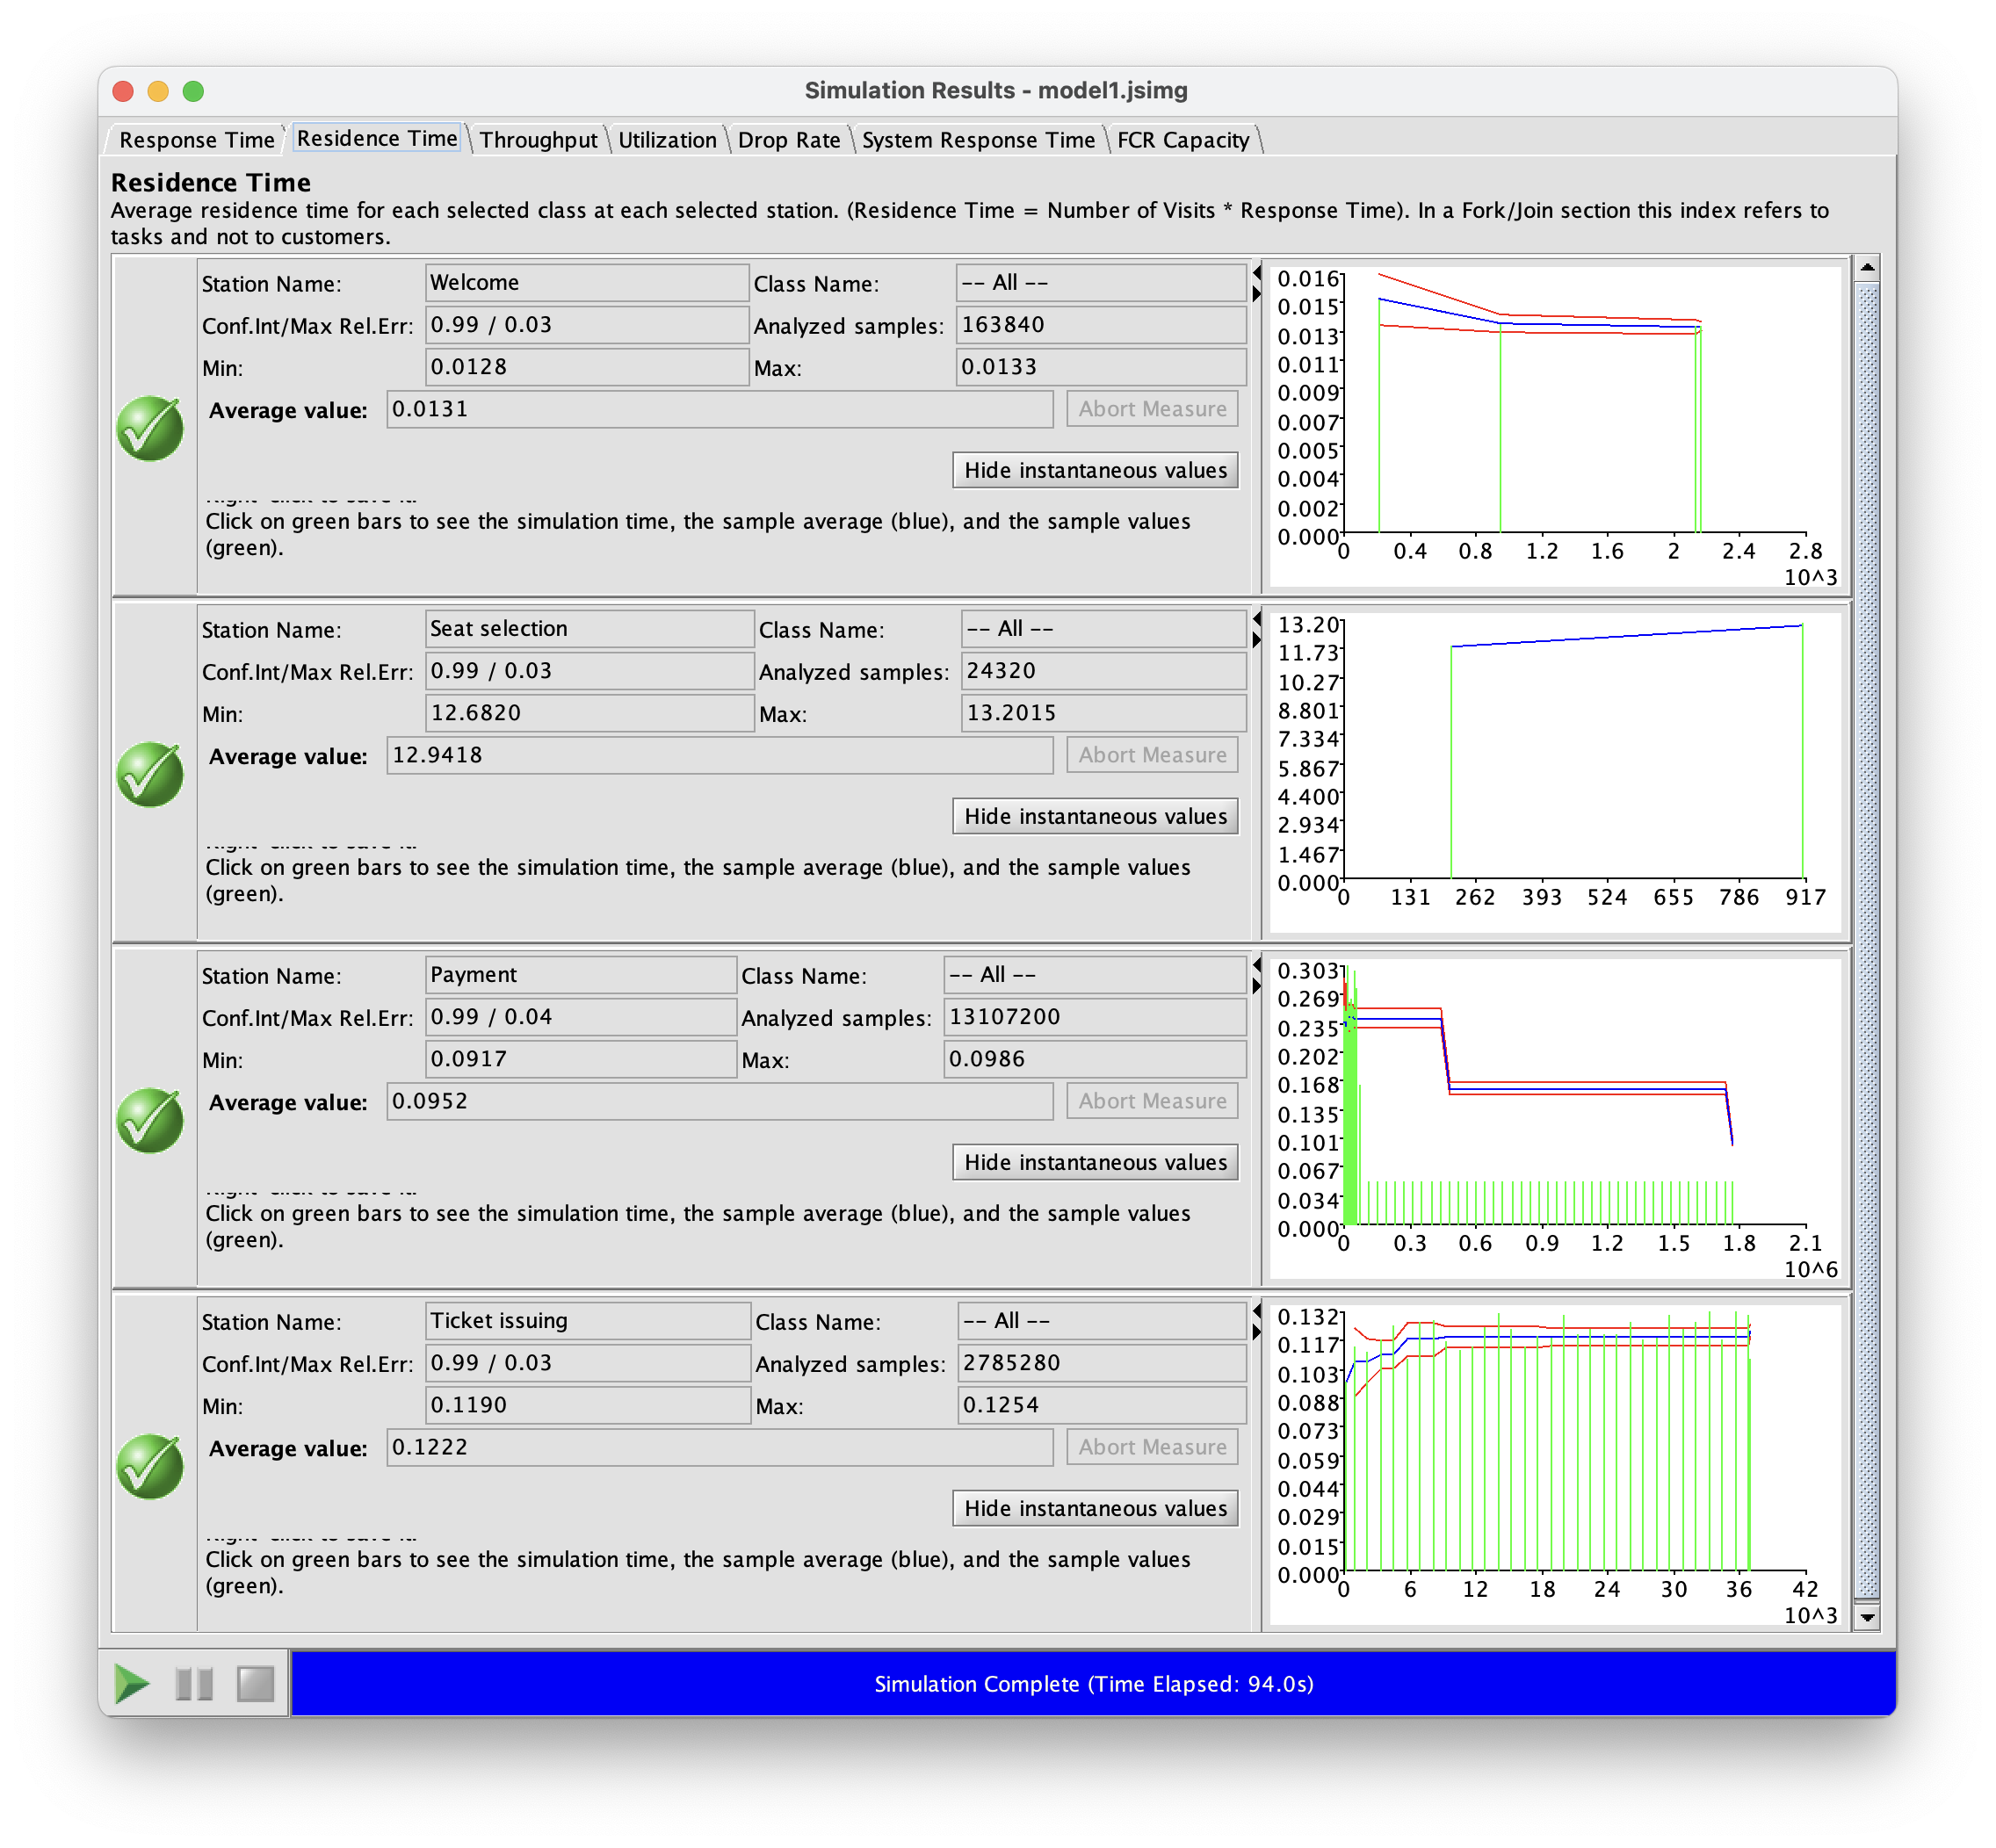 Simulation Results - model1.jsimg
Response Time Residence Time Throughput Utilization Drop Rate System Response Time FCR Capacity
Residence Time
Average residence time for each selected class at each selected station. (Residence Time = Number of Visits * Response Time). In a Fork/Join section this index refers to
tasks and not to customers.
Station Name: Welcome Class Name: -- All --
Conf.Int/Max Rel.Err: 0.99 / 0.03 Analyzed samples: 163840
Min: 0.0128 Max: 0.0133
Average value: 0.0131 Abort Measure
Hide instantaneous values
Click on green bars to see the simulation time, the sample average (blue), and the sample values
(green).
0.016
0.015
0.013
0.011
0.009
0.007
0.005
0.004
0.002
0.000
0 0.4 0.8 1.2 1.6 2 2.4 2.8
10^3
Station Name: Seat selection Class Name: -- All --
Conf.Int/Max Rel.Err: 0.99 / 0.03 Analyzed samples: 24320
Min: 12.6820 Max: 13.2015
Average value: 12.9418 Abort Measure
Hide instantaneous values
Click on green bars to see the simulation time, the sample average (blue), and the sample values
(green).
13.20
11.73
10.27
8.801
7.334
5.867
4.400
2.934
1.467
0.000
0 131 262 393 524 655 786 917
Station Name: Payment Class Name: -- All --
Conf.Int/Max Rel.Err: 0.99 / 0.04 Analyzed samples: 13107200
Min: 0.0917 Max: 0.0986
Average value: 0.0952 Abort Measure
Hide instantaneous values
Click on green bars to see the simulation time, the sample average (blue), and the sample values
(green).
0.303
0.269
0.235
0.202
0.168
0.135
0.101
0.067
0.034
0.000
0 0.3 0.6 0.9 1.2 1.5 1.8 2.1
10^6
Station Name: Ticket issuing Class Name: -- All --
Conf.Int/Max Rel.Err: 0.99 / 0.03 Analyzed samples: 2785280
Min: 0.1190 Max: 0.1254
Average value: 0.1222 Abort Measure
Hide instantaneous values
Click on green bars to see the simulation time, the sample average (blue), and the sample values
(green).
0.132
0.117
0.103
0.088
0.073
0.059
0.044
0.029
0.015
0.000
0 6 12 18 24 30 36 42
10^3
Simulation Complete (Time Elapsed: 94.0s)